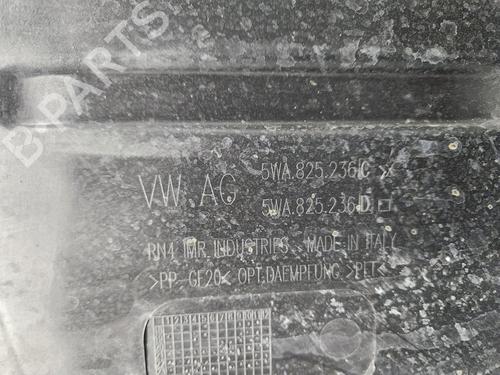 B-PARTS
VW AG 5WA.825.236 C X
5WA.825.236 D
RN4 IMR. INDUSTRIES. MADE IN ITALY
>PP-GF20< OPT.DAEMPFUNG >PET<